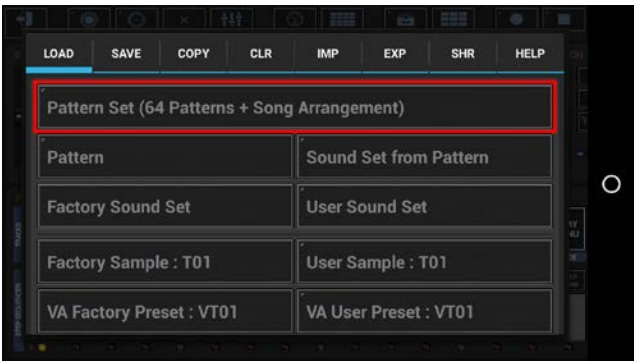 LOAD SAVE COPY CLR IMP EXP SHR HELP
Pattern Set (64 Patterns + Song Arrangement)
Pattern Sound Set from Pattern
Factory Sound Set User Sound Set
Factory Sample : T01 User Sample : T01
VA Factory Preset : VT01 VA User Preset : VT01